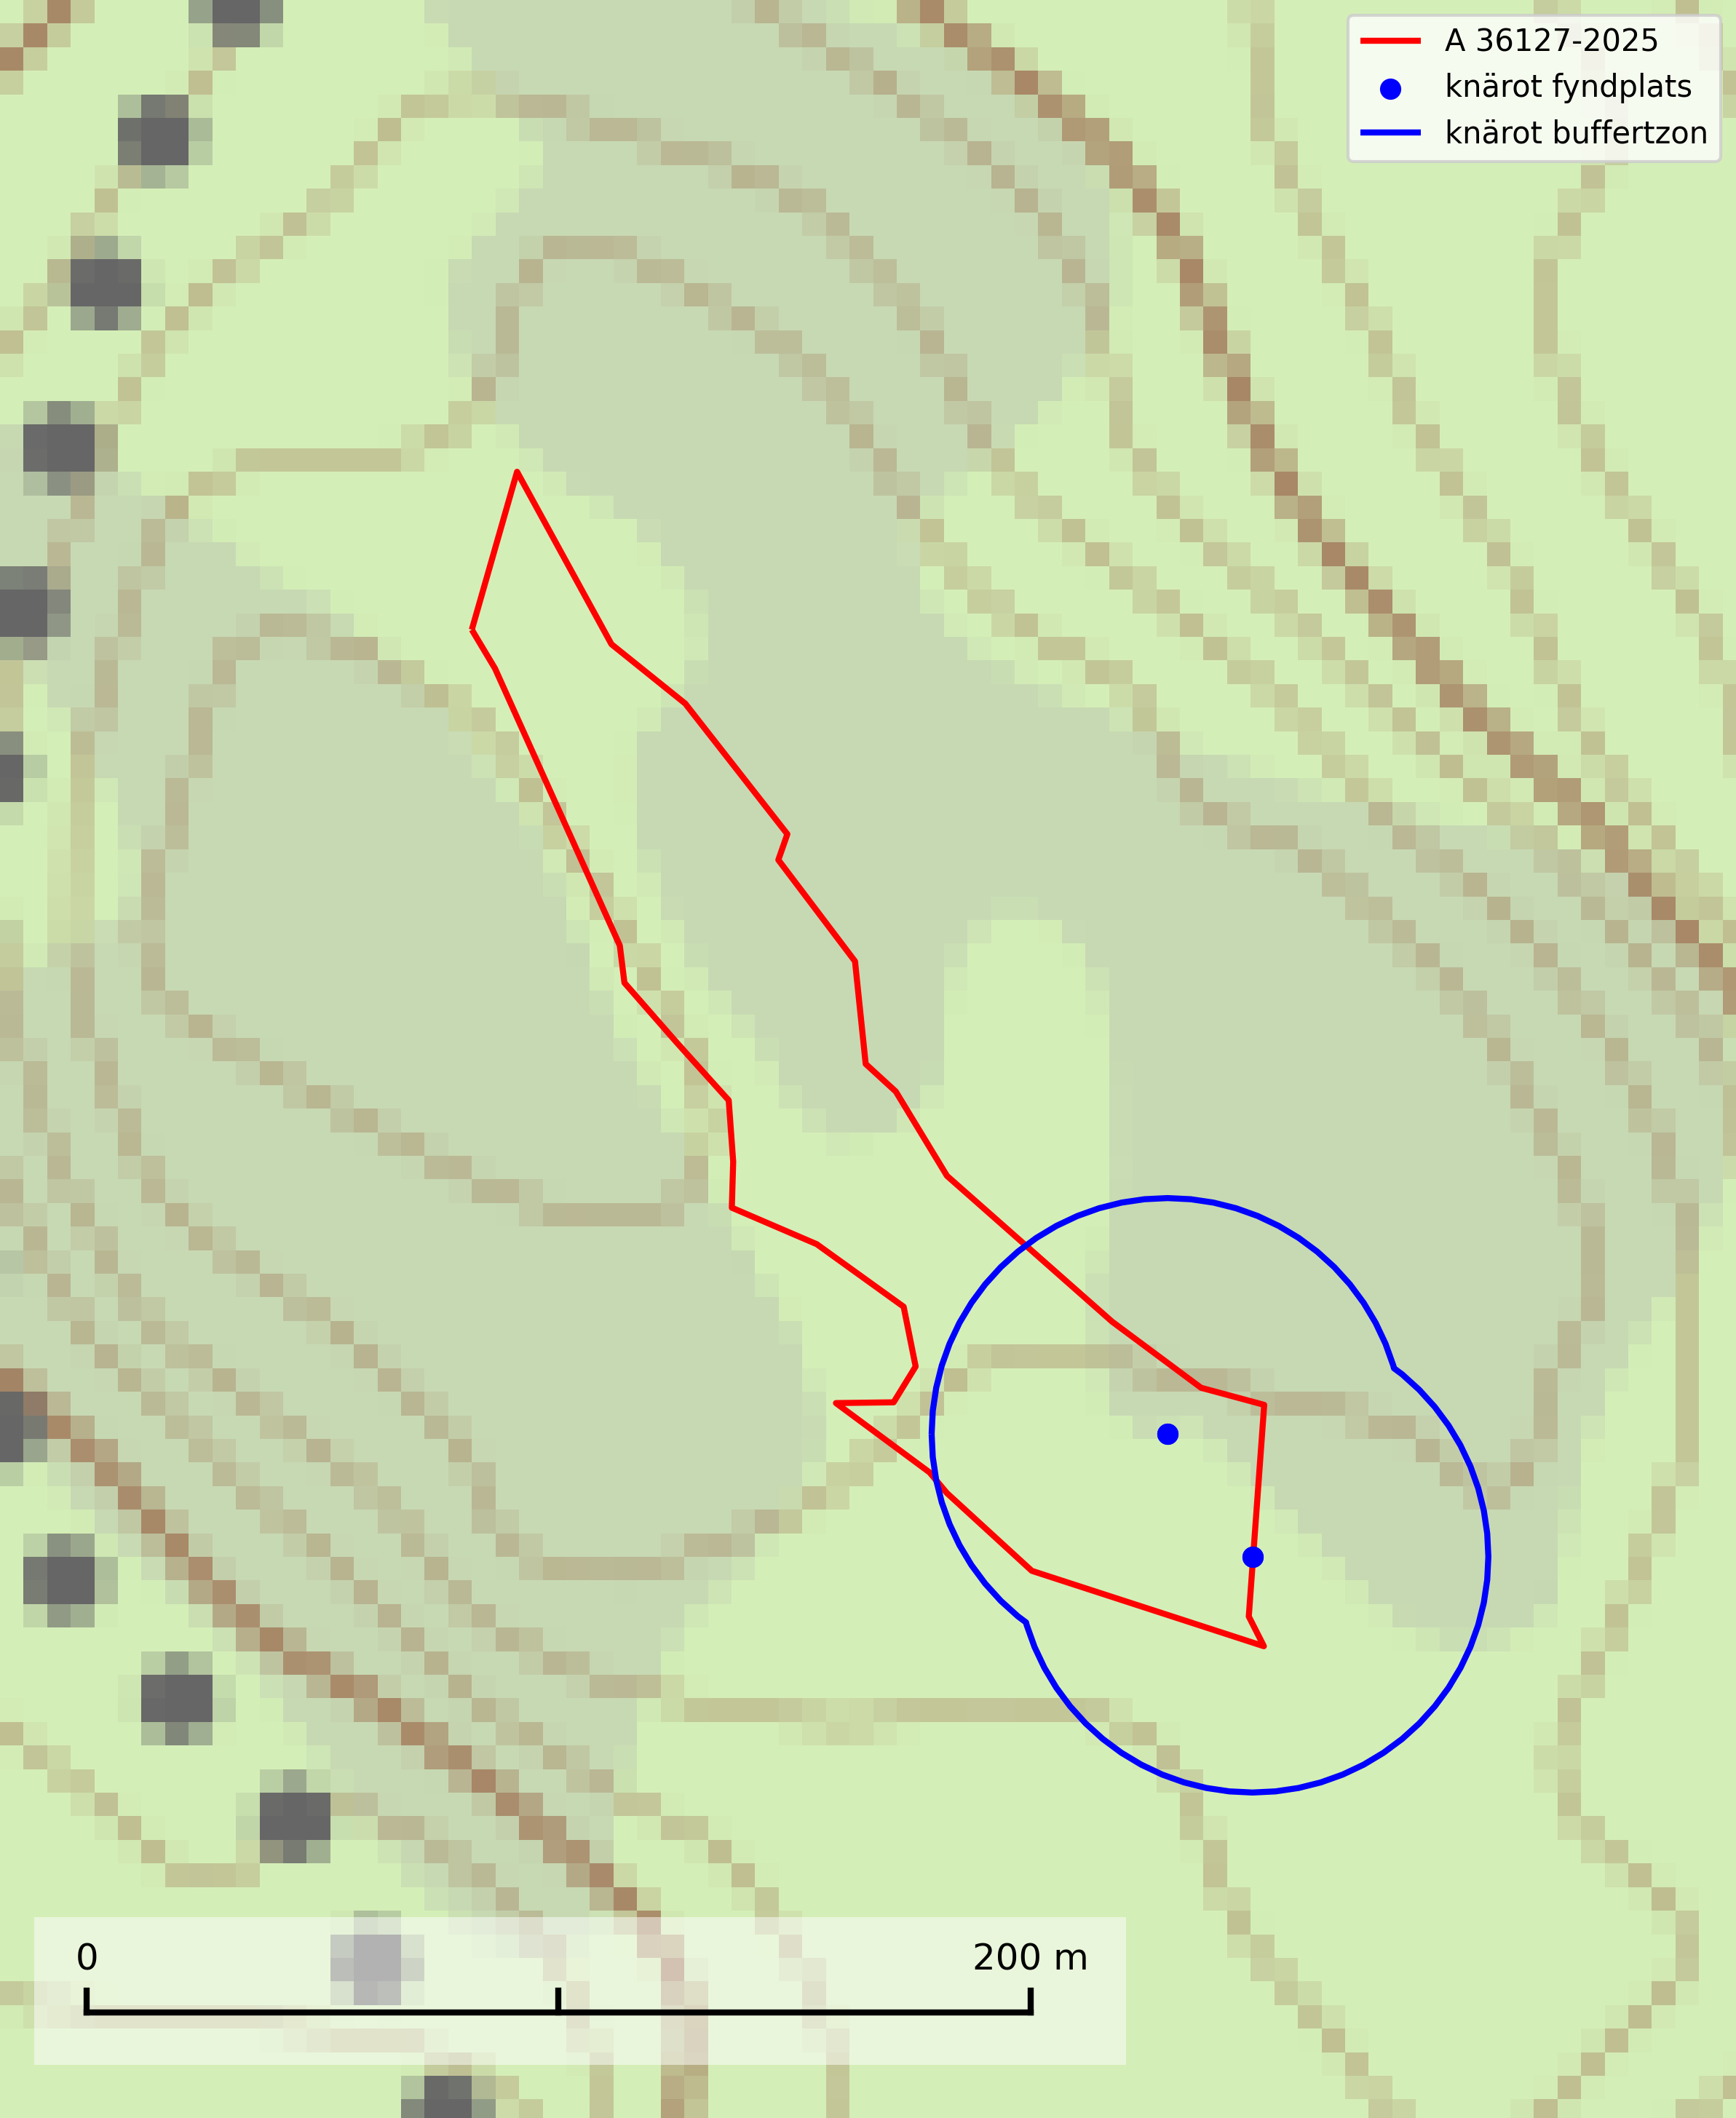 A 36127-2025
knärot fyndplats
knärot buffertzon
0
200 m